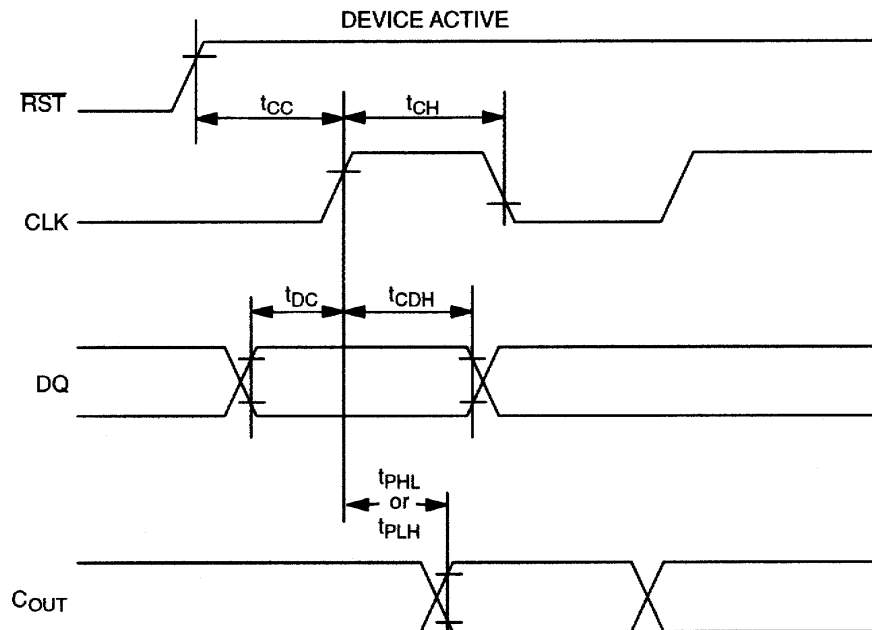 DEVICE ACTIVE
RST
tCC
tCH
CLK
tDC
tCDH
DQ
tPHL
or
tPLH
COUT